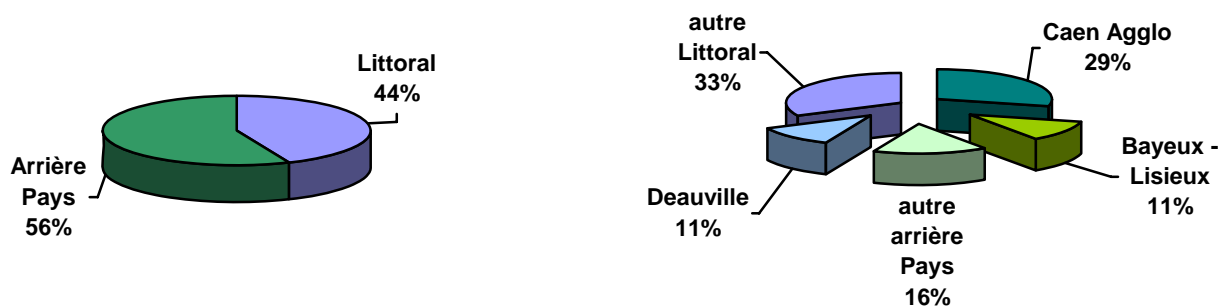 Littoral
44%
Arrière
Pays
56%
autre
Littoral
33%
Caen Agglo
29%
Bayeux -
Lisieux
11%
Deauville
11%
autre
arrière
Pays
16%